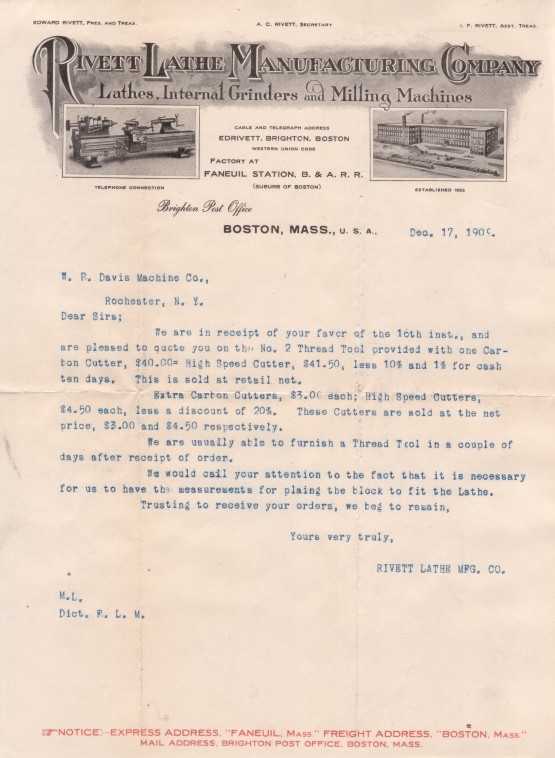 EDWARD RIVETT, PRES. AND TREAS. A. C. RIVETT, SECRETARY I. F. RIVETT, ASST. TREAS.
RIVETT LATHE MANUFACTURING COMPANY
Lathes, Internal Grinders and Milling Machines
CABLE AND TELEGRAPH ADDRESS
EDRIVETT, BRIGHTON, BOSTON
WESTERN UNION CODE
FACTORY AT
FANEUIL STATION, B. & A. R. R.
(SUBURB OF BOSTON)
TELEPHONE CONNECTION
ESTABLISHED 1885
Brighton Post Office
BOSTON, MASS., U. S. A.,
Dec. 17,
W. P. Davis Machine Co.,
Rochester, N. Y.
Dear Sirs;
We are in receipt of your favor of the 16th inst., and
are pleased to quote you on the No. 2 Thread Tool provided with one Car-
bon Cutter, $40.00= High Speed Cutter, $41.50, less 10% and 1% for cash
ten days. This is sold at retail net.
Extra Carbon Cutters, $3.00 each; High Speed Cutters,
$4.50 each, less a discount of 20%. These Cutters are sold at the net
price, $3.00 and $4.50 respectively.
We are usually able to furnish a Thread Tool in a couple of
days after receipt of order.
We would call your attention to the fact that it is necessary
for us to have the measurements for plaing the block to fit the Lathe.
Trusting to receive your orders, we beg to remain,
Yours very truly,
RIVETT LATHE MFG. CO.
M.L.
Dict. F. L. M.
NOTICE:—EXPRESS ADDRESS, "FANEUIL, MASS." FREIGHT ADDRESS, "BOSTON, MASS."
MAIL ADDRESS, BRIGHTON POST OFFICE, BOSTON, MASS.